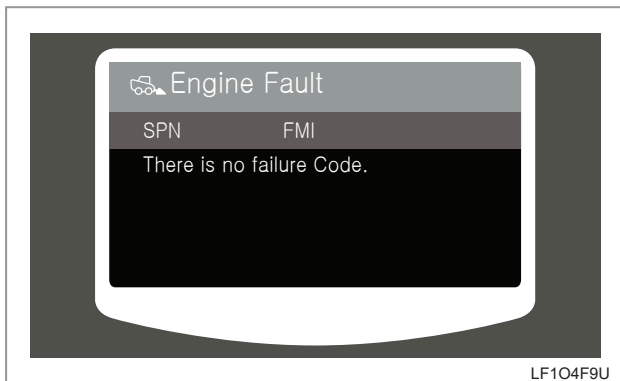 Engine Fault
SPN FMI
There is no failure Code.
LF1O4F9U